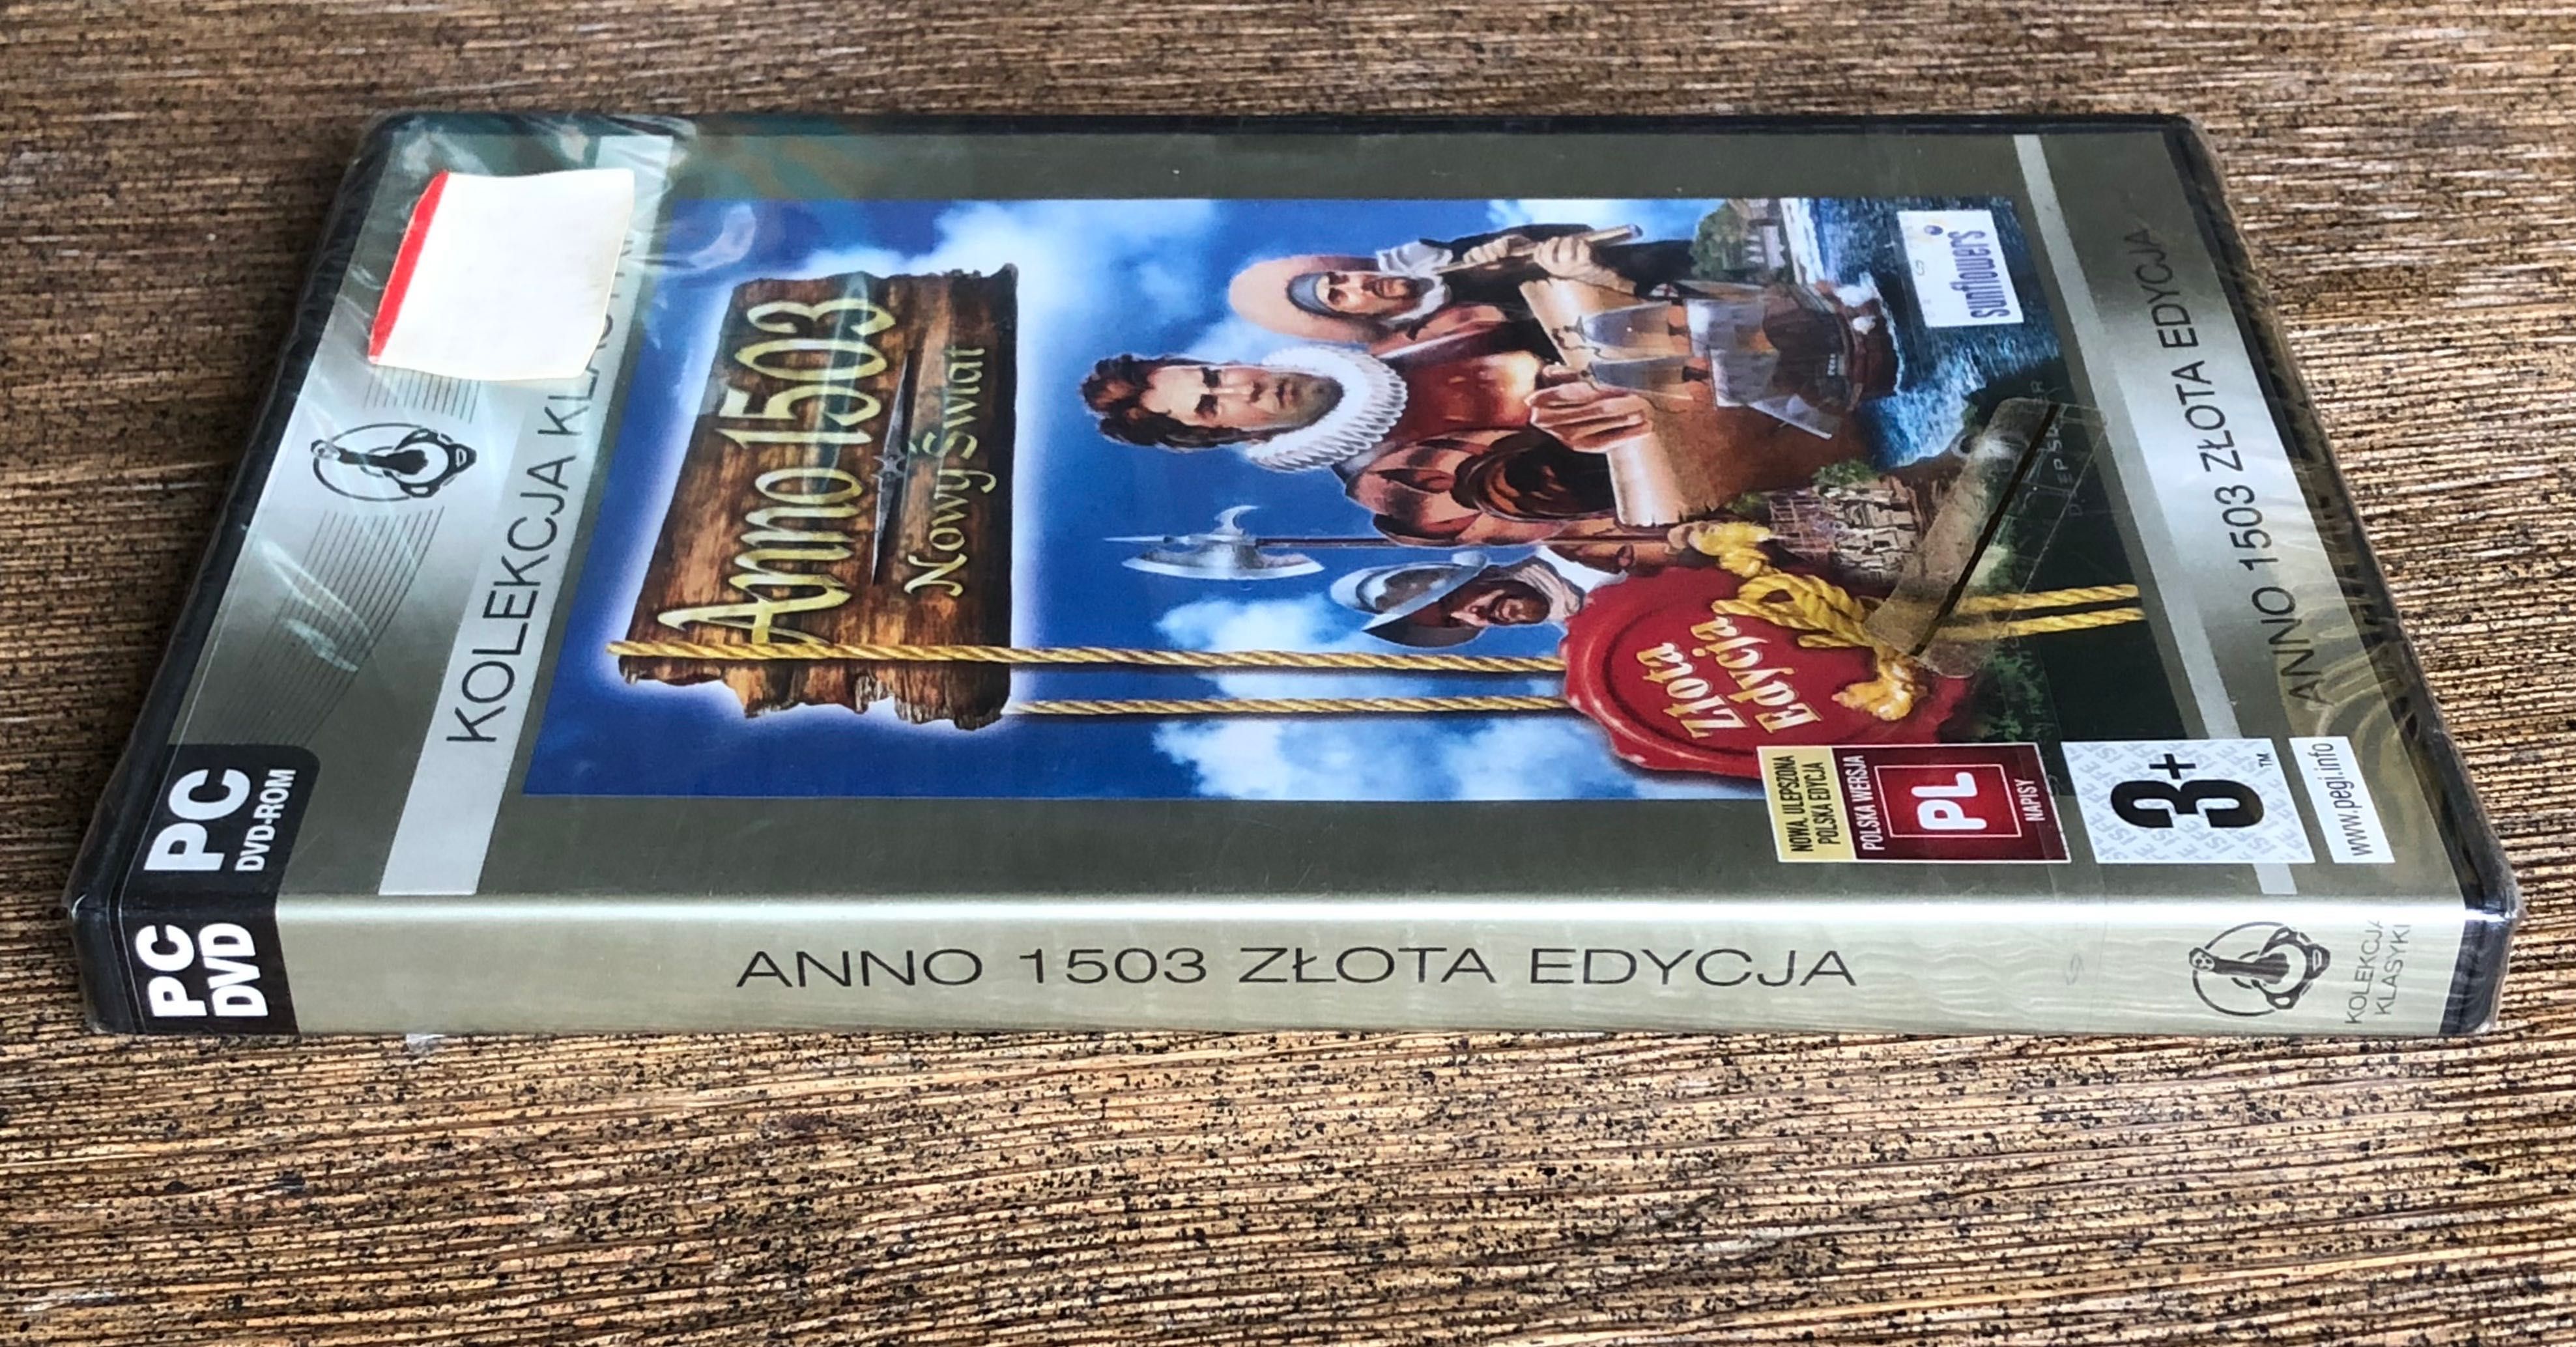 PC
DVD-ROM
KOLEKCJA
Anno 1503
Nowy Świat
sunflowers
Złota
Edycja
NOWA, ULEPSZONA
POLSKA EDYCJA
POLSKA WERSJA
PL
NAPISY
3+
™
www.pegi.info
ANNO 1503 ZŁOTA EDYCJA
PC
DVD
ANNO 1503 ZŁOTA EDYCJA
KOLEKCJA
KLASYKI